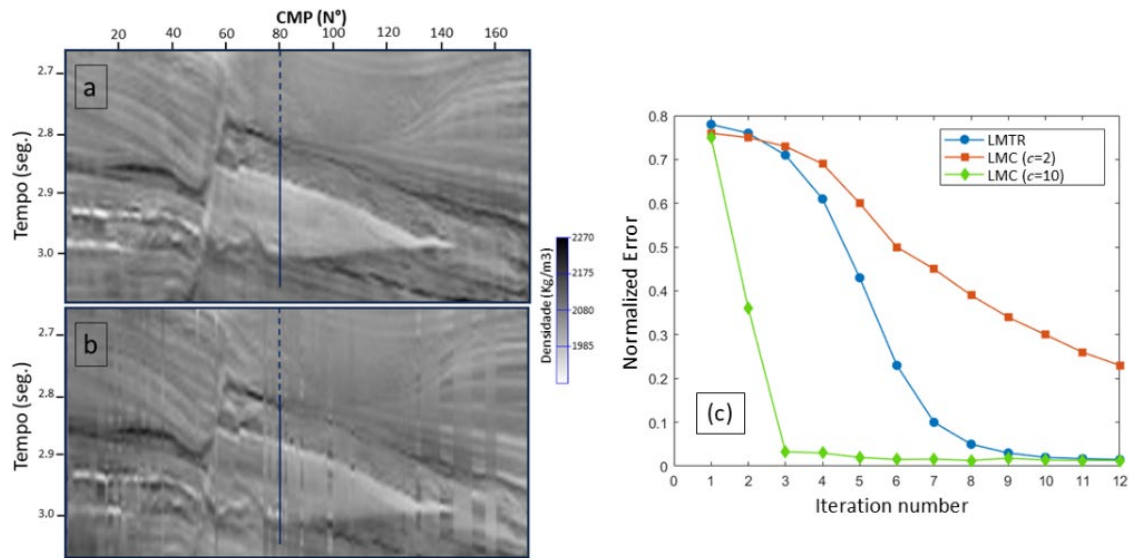 CMP (N°)
20 40 60 80 100 120 140 160
a
Tempo (seg.)
2.7
2.8
2.9
3.0
b
Tempo (seg.)
2.7
2.8
2.9
3.0
Densidade (Kg/m3)
2270
2175
2080
1985
Normalized Error
0.8
0.7
0.6
0.5
0.4
0.3
0.2
0.1
0
LMTR
LMC (c=2)
LMC (c=10)
(c)
0 1 2 3 4 5 6 7 8 9 10 11 12
Iteration number